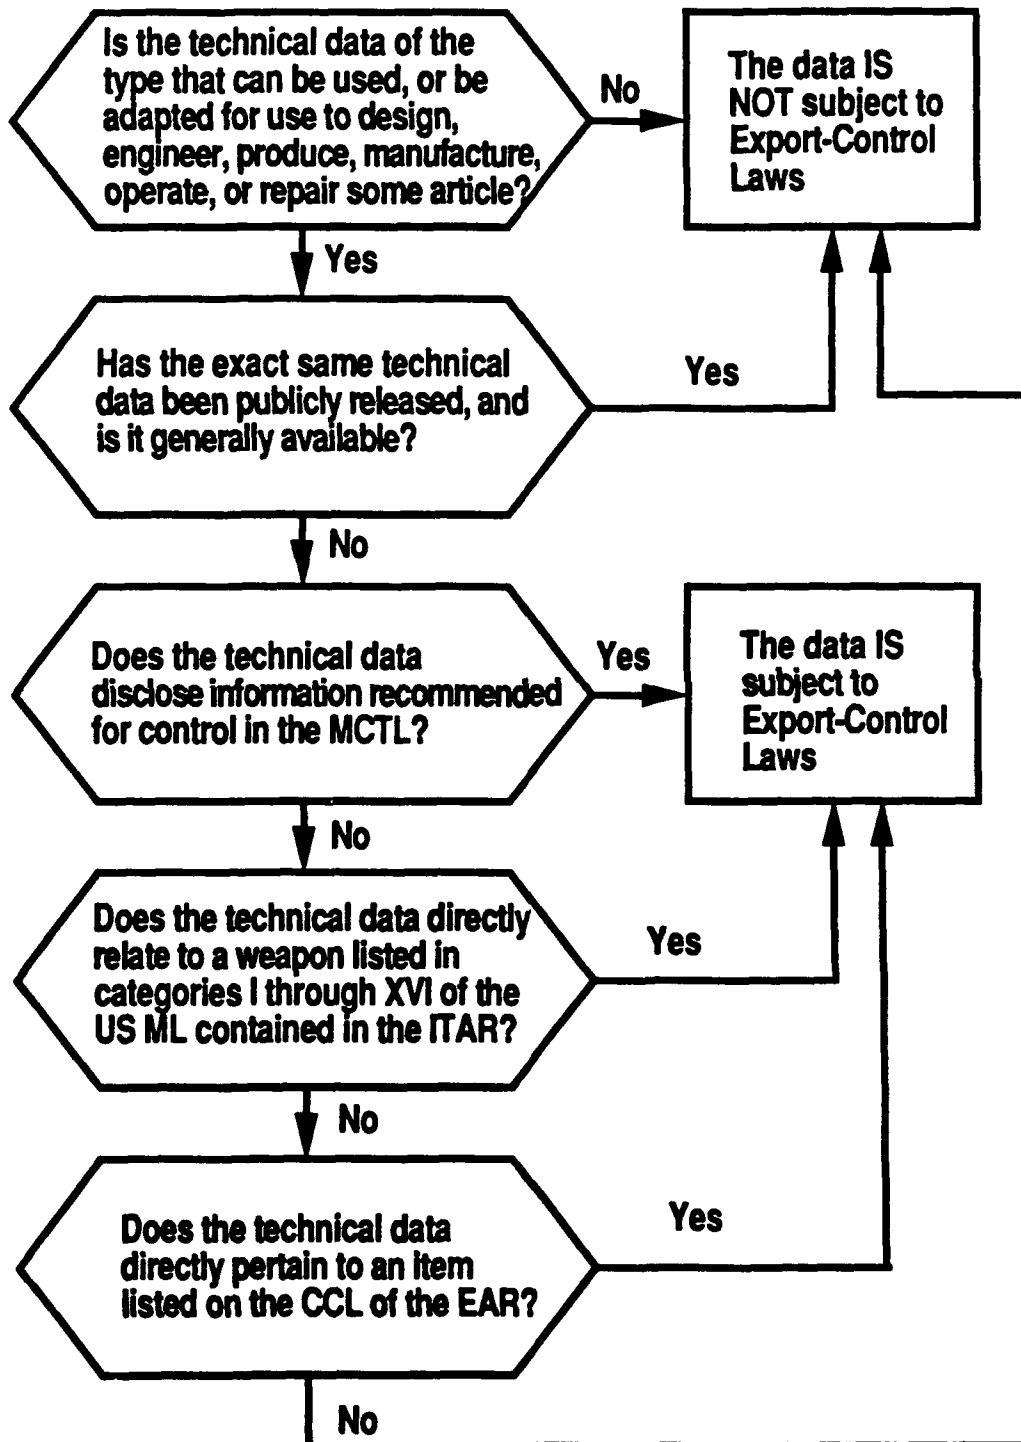 Is the technical data of the
type that can be used, or be
adapted for use to design,
engineer, produce, manufacture,
operate, or repair some article?
No
The data IS
NOT subject to
Export-Control
Laws
Yes
Has the exact same technical
data been publicly released, and
is it generally available?
Yes
No
Does the technical data
disclose information recommended
for control in the MCTL?
Yes
The data IS
subject to
Export-Control
Laws
No
Does the technical data directly
relate to a weapon listed in
categories I through XVI of the
US ML contained in the ITAR?
Yes
No
Does the technical data
directly pertain to an item
listed on the CCL of the EAR?
Yes
No